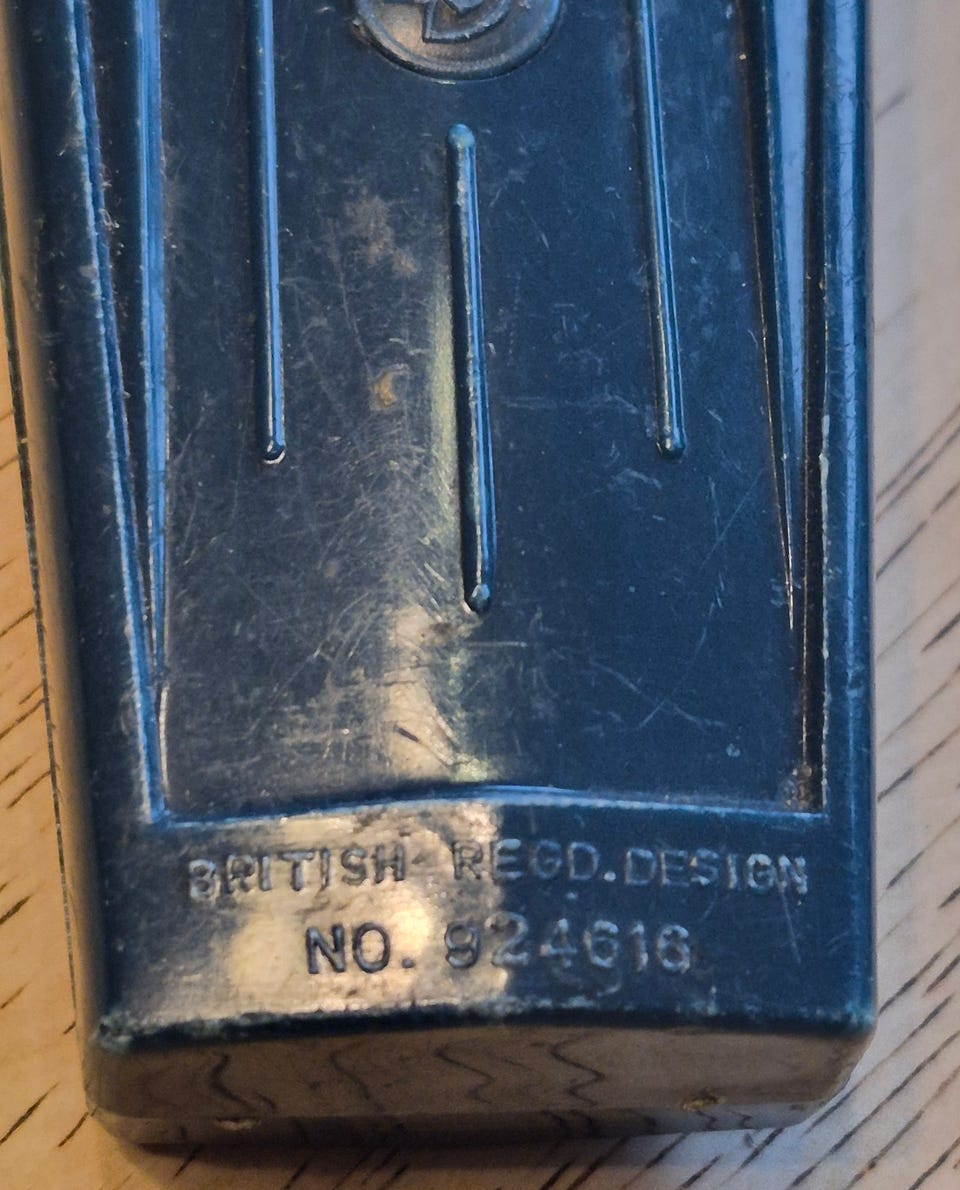 BRITISH REGD. DESIGN
NO. 924616